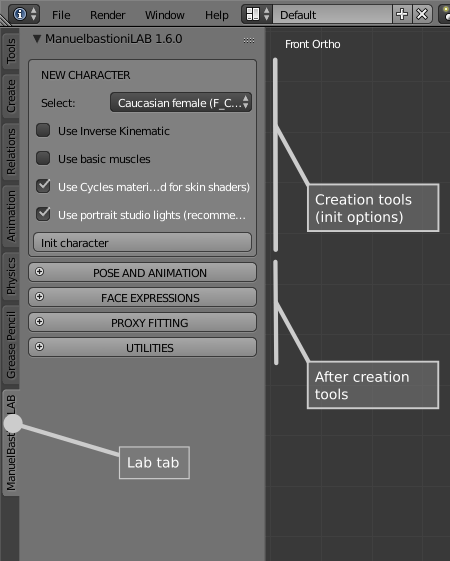 File Render Window Help Default
Tools
Create
Relations
Animation
Physics
Grease Pencil
ManuelBastioniLAB
ManuelbastioniLAB 1.6.0
NEW CHARACTER
Select: Caucasian female (F_C...
Use Inverse Kinematic
Use basic muscles
Use Cycles materi...d for skin shaders)
Use portrait studio lights (recomme...
Init character
POSE AND ANIMATION
FACE EXPRESSIONS
PROXY FITTING
UTILITIES
Front Ortho
Creation tools
(init options)
After creation
tools
Lab tab